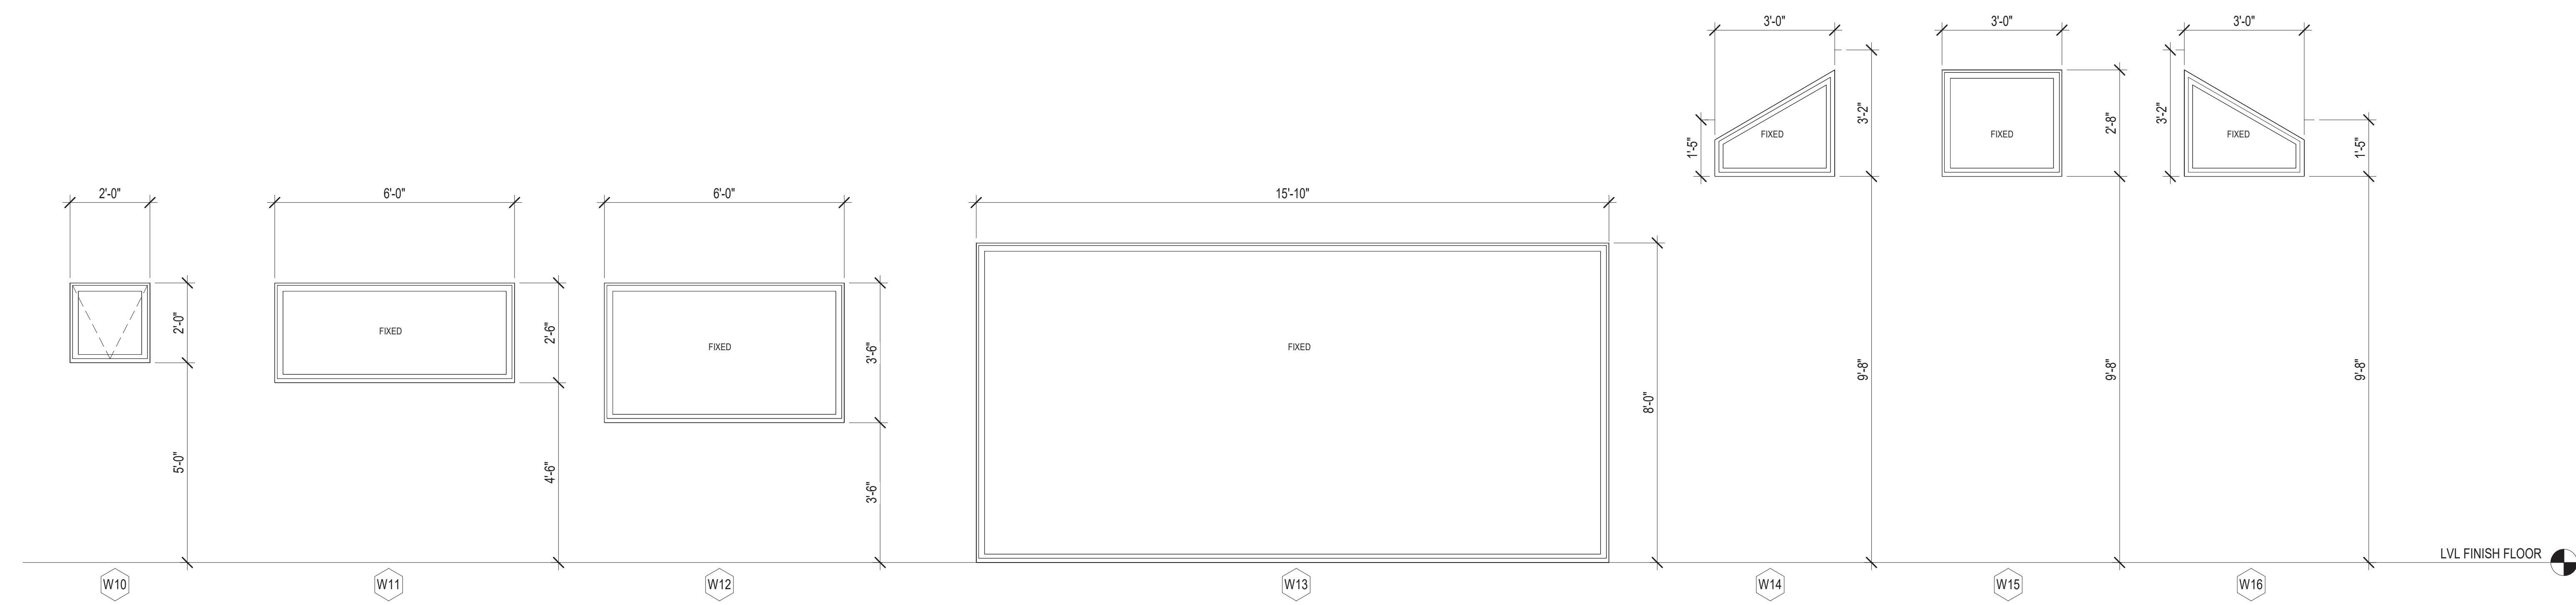 3'-0"
3'-0"
3'-0"
3'-2"
1'-5"
FIXED
2'-8"
FIXED
3'-2"
1'-5"
FIXED
2'-0"
6'-0"
6'-0"
15'-10"
2'-0"
FIXED
2'-6"
FIXED
3'-6"
FIXED
8'-0"
9'-8"
9'-8"
9'-8"
5'-0"
4'-6"
3'-6"
LVL FINISH FLOOR
W10
W11
W12
W13
W14
W15
W16